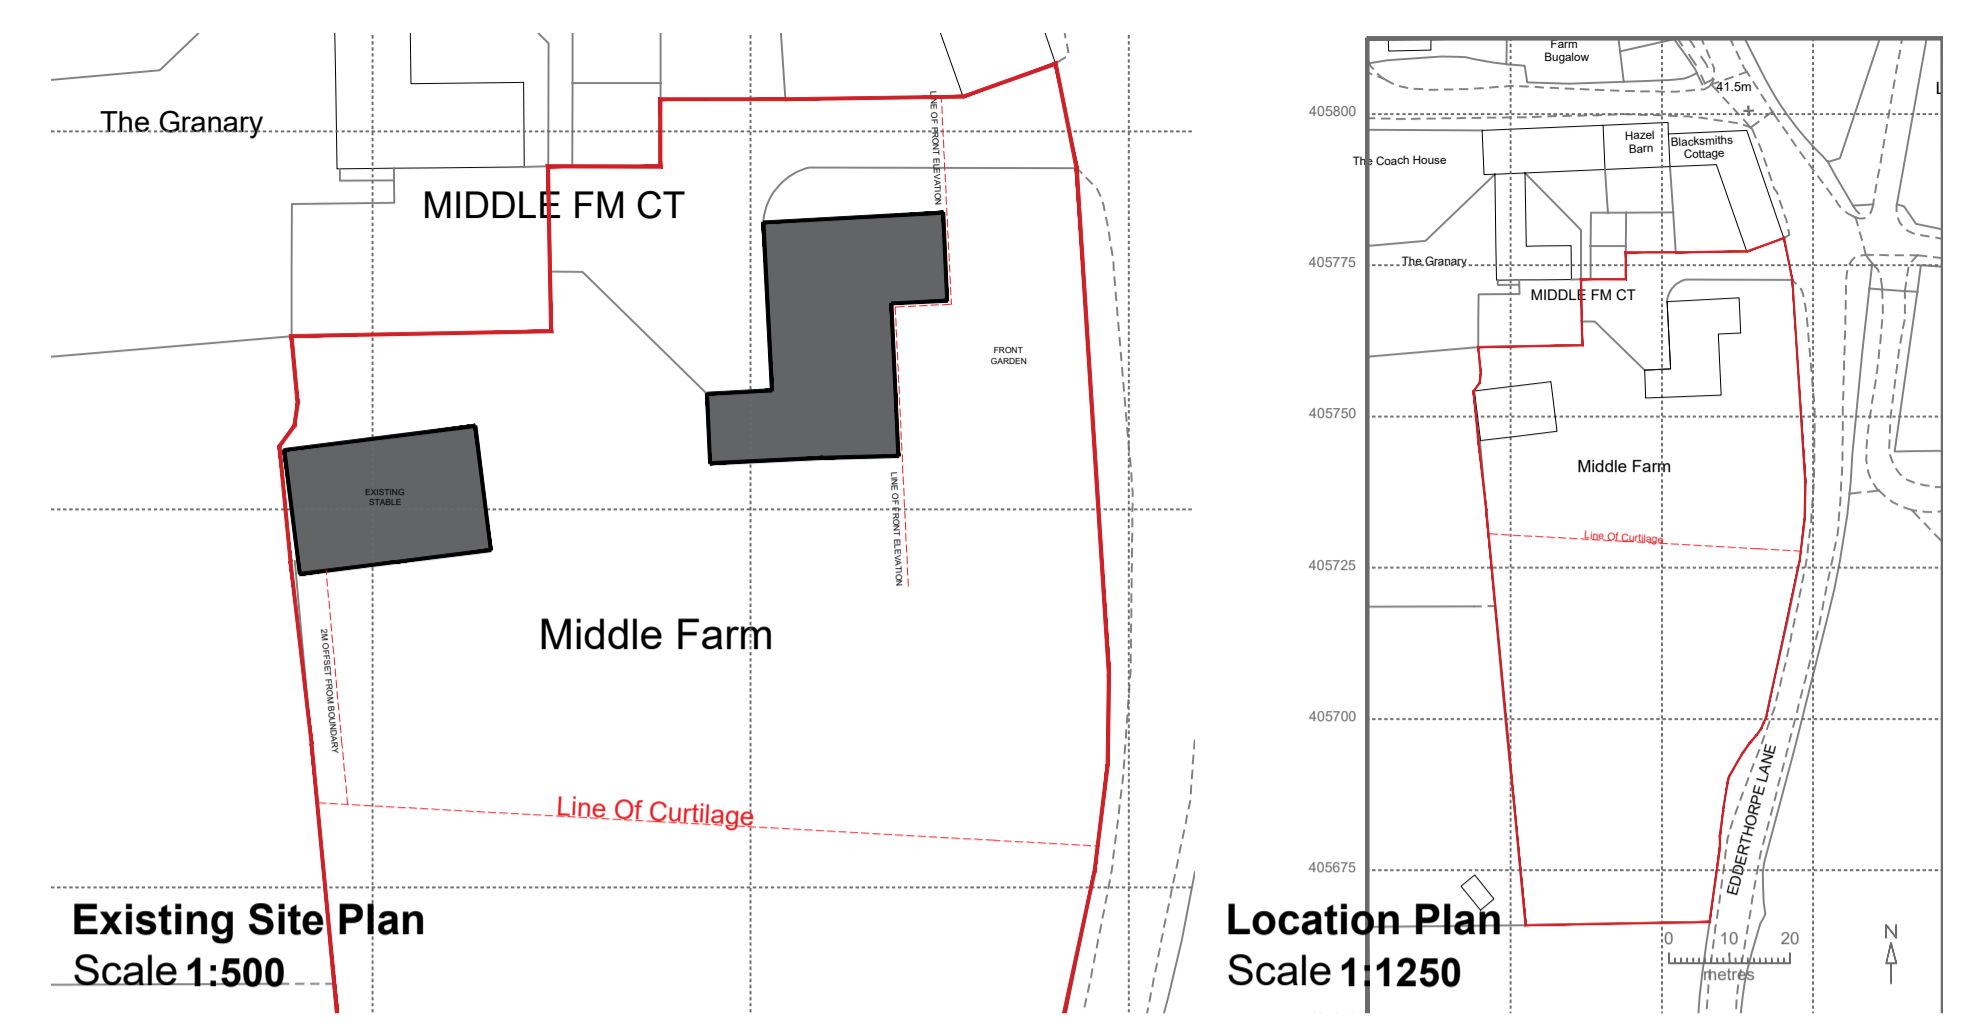 The Granary
MIDDLE FM CT
LINE OF FRONT ELEVATION
FRONT
GARDEN
EXISTING
STABLE
LINE OF FRONT ELEVATION
Middle Farm
2M OFFSET FROM BOUNDARY
Line Of Curtilage
Existing Site Plan
Scale 1:500
Farm
Bugalow
41.5m
L
405800
Hazel
Barn
Blacksmiths
Cottage
The Coach House
405775
The Granary
MIDDLE FM CT
405750
Middle Farm
Line Of Curtilage
405725
405700
EDDERTHORPE LANE
405675
Location Plan
Scale 1:1250
0 10 20
metres
N